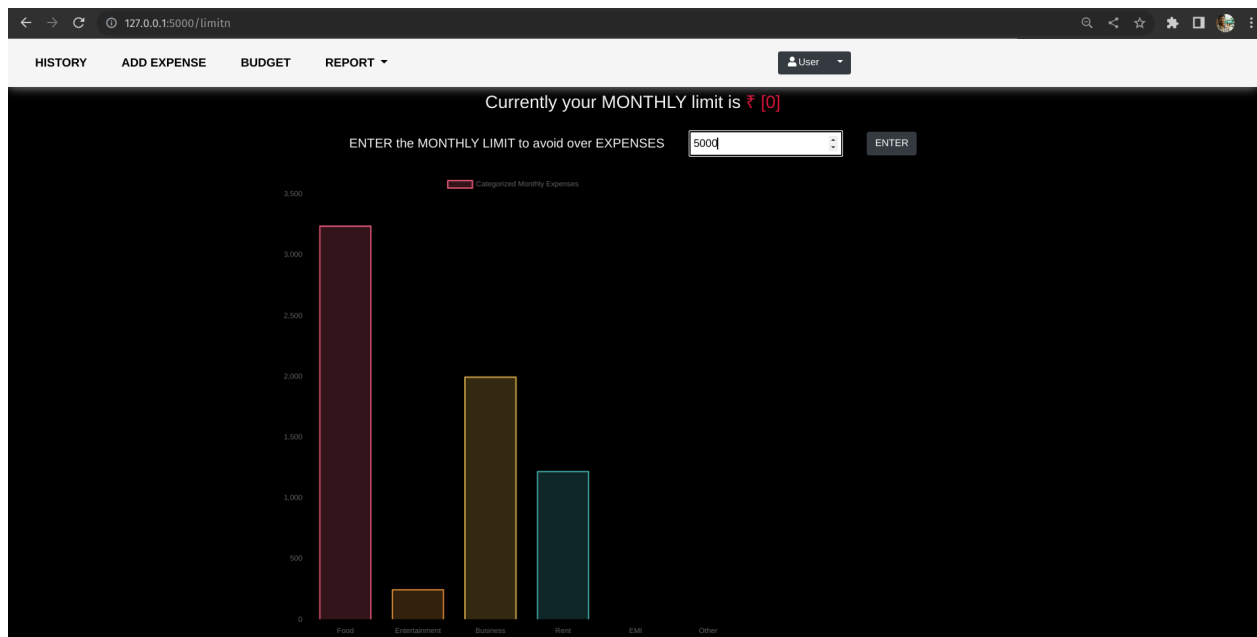 127.0.0.1:5000/limitn
HISTORY ADD EXPENSE BUDGET REPORT User
Currently your MONTHLY limit is ₹ [0]
ENTER the MONTHLY LIMIT to avoid over EXPENSES 5000 ENTER
Categorized Monthly Expenses
3,500
3,000
2,500
2,000
1,500
1,000
500
0
Food Entertainment Business Rent EMI Other